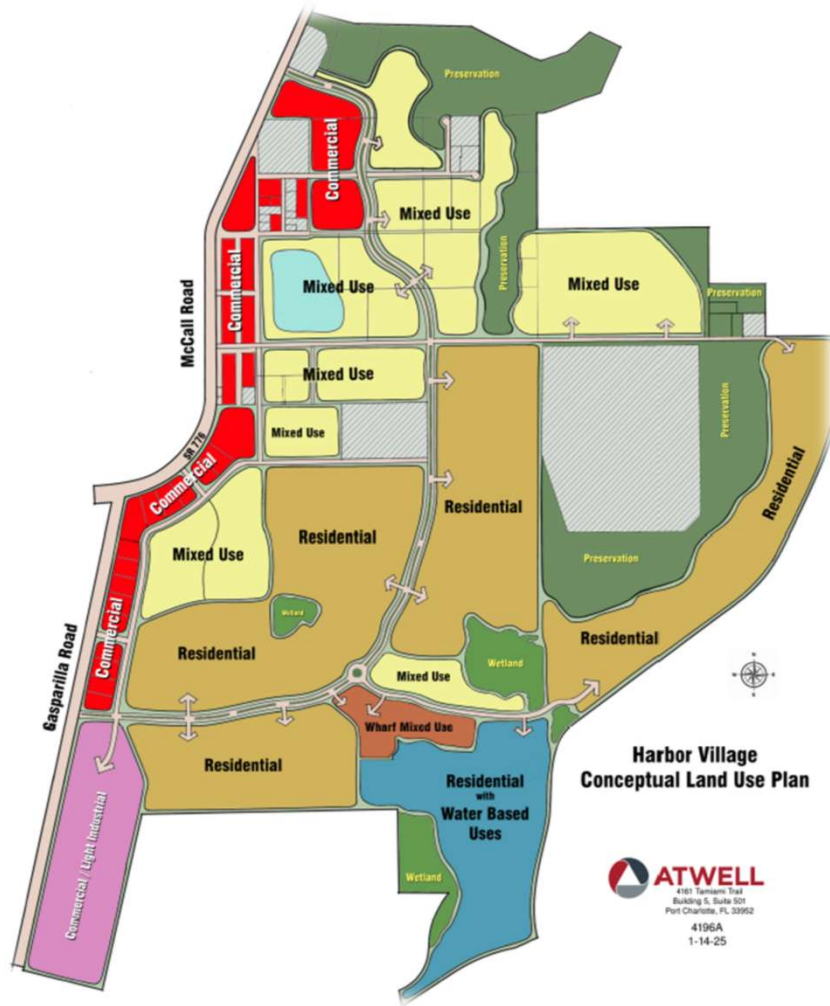 Preservation
Commercial
Mixed Use
Preservation
Mixed Use
Mixed Use
Preservation
Commercial
McCall Road
Mixed Use
Mixed Use
SR 776
Commercial
Preservation
Residential
Residential
Residential
Mixed Use
Preservation
Wetland
Commercial
Gasparilla Road
Residential
Residential
Wetland
Mixed Use
Wharf Mixed Use
Residential
Residential
with
Water Based
Uses
Commercial / Light Industrial
Wetland
N
E
S
W
Harbor Village
Conceptual Land Use Plan
ATWELL
4161 Tamiami Trail
Building 5, Suite 501
Port Charlotte, FL 33952
4196A
1-14-25